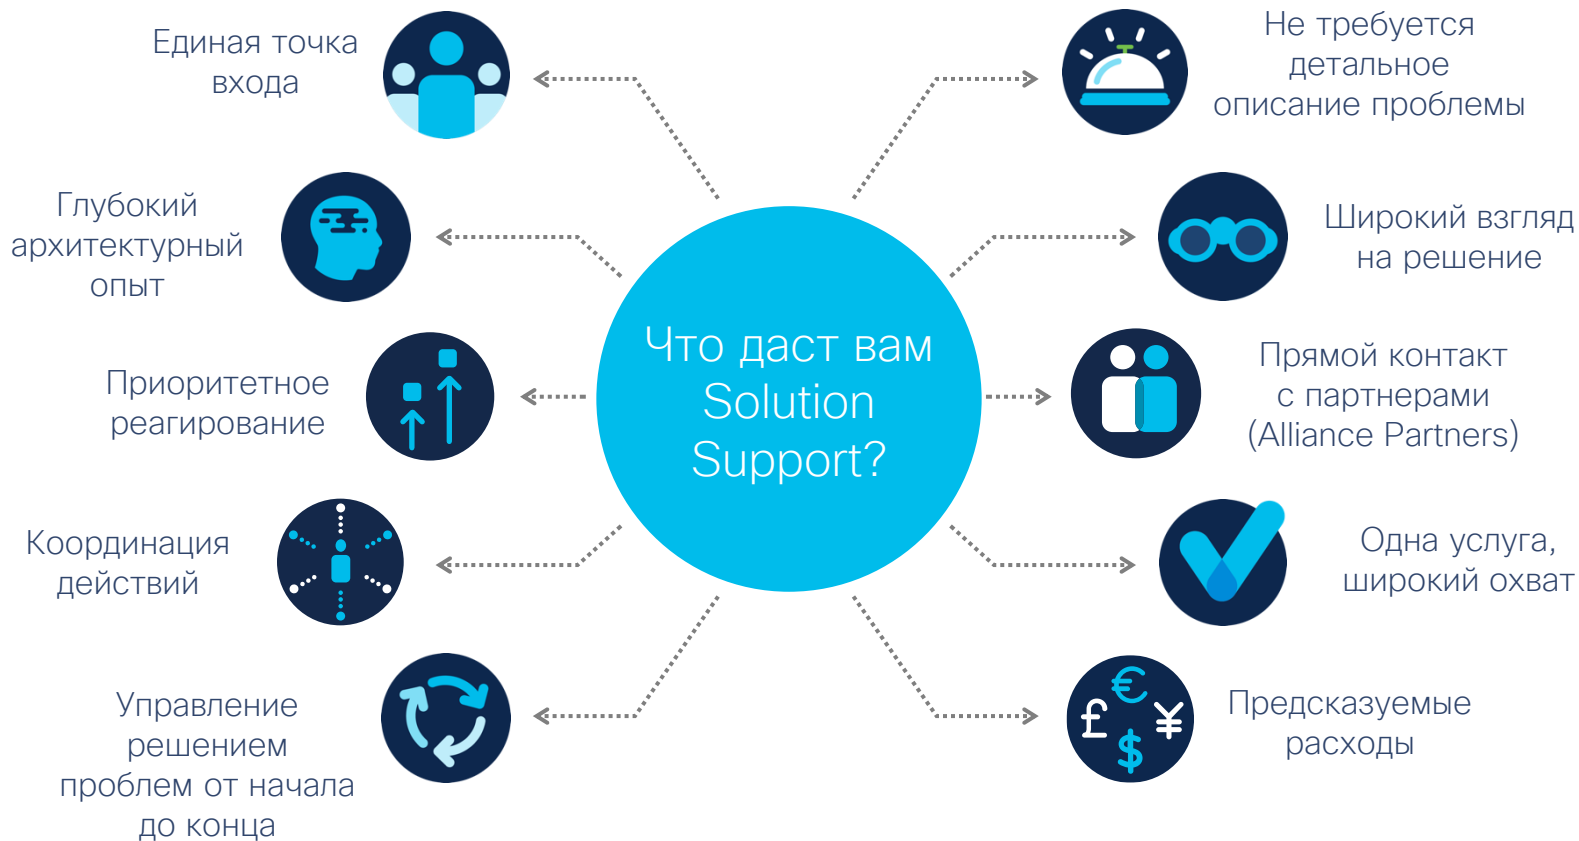 Единая точка
входа
Глубокий
архитектурный
опыт
Приоритетное
реагирование
Координация
действий
Управление
решением
проблем от начала
до конца
Что даст вам
Solution
Support?
Не требуется
детальное
описание проблемы
Широкий взгляд
на решение
Прямой контакт
с партнерами
(Alliance Partners)
Одна услуга,
широкий охват
€
£ ¥
$
Предсказуемые
расходы